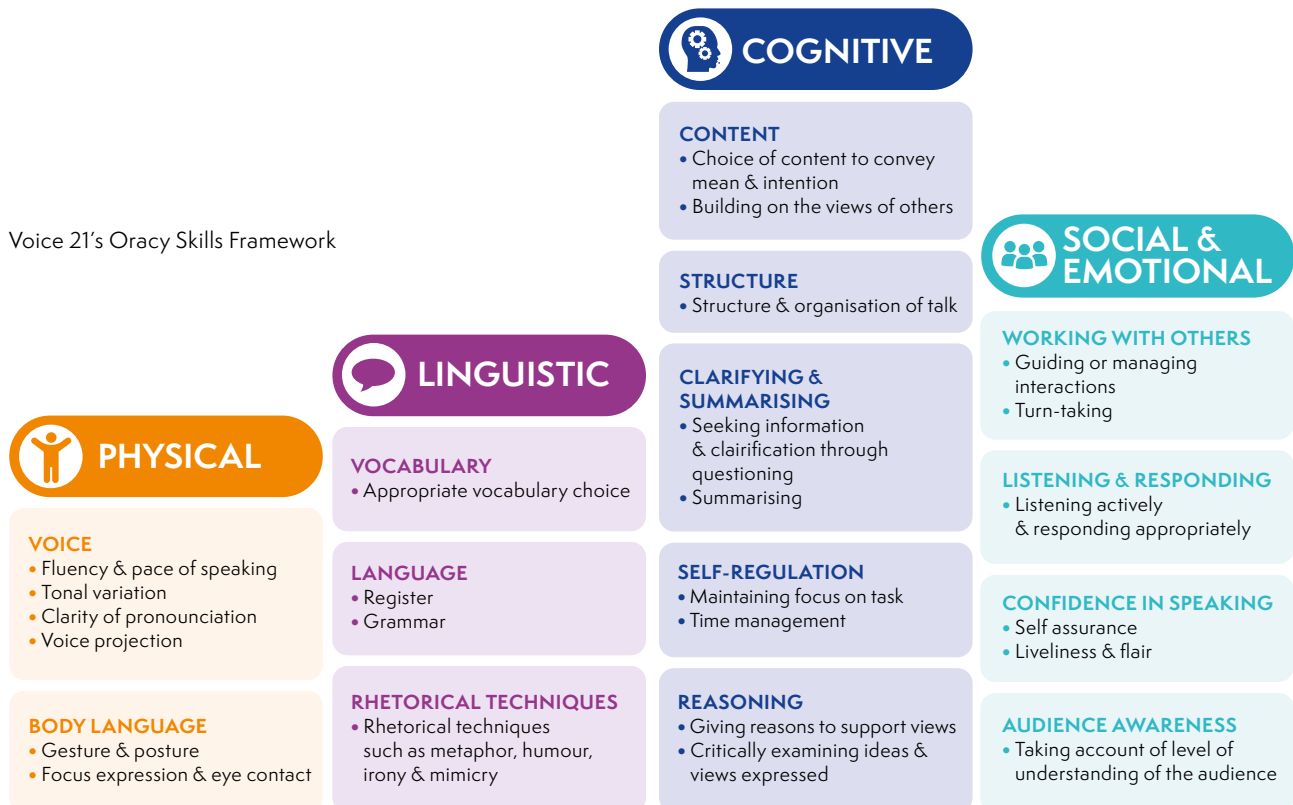 Voice 21's Oracy Skills Framework
PHYSICAL
VOICE
• Fluency & pace of speaking
• Tonal variation
• Clarity of pronounciation
• Voice projection
BODY LANGUAGE
• Gesture & posture
• Focus expression & eye contact
LINGUISTIC
VOCABULARY
• Appropriate vocabulary choice
LANGUAGE
• Register
• Grammar
RHETORICAL TECHNIQUES
• Rhetorical techniques
such as metaphor, humour,
irony & mimicry
COGNITIVE
CONTENT
• Choice of content to convey
mean & intention
• Building on the views of others
STRUCTURE
• Structure & organisation of talk
CLARIFYING &
SUMMARISING
• Seeking information
& clairification through
questioning
• Summarising
SELF-REGULATION
• Maintaining focus on task
• Time management
REASONING
• Giving reasons to support views
• Critically examining ideas &
views expressed
SOCIAL &
EMOTIONAL
WORKING WITH OTHERS
• Guiding or managing
interactions
• Turn-taking
LISTENING & RESPONDING
• Listening actively
& responding appropriately
CONFIDENCE IN SPEAKING
• Self assurance
• Liveliness & flair
AUDIENCE AWARENESS
• Taking account of level of
understanding of the audience